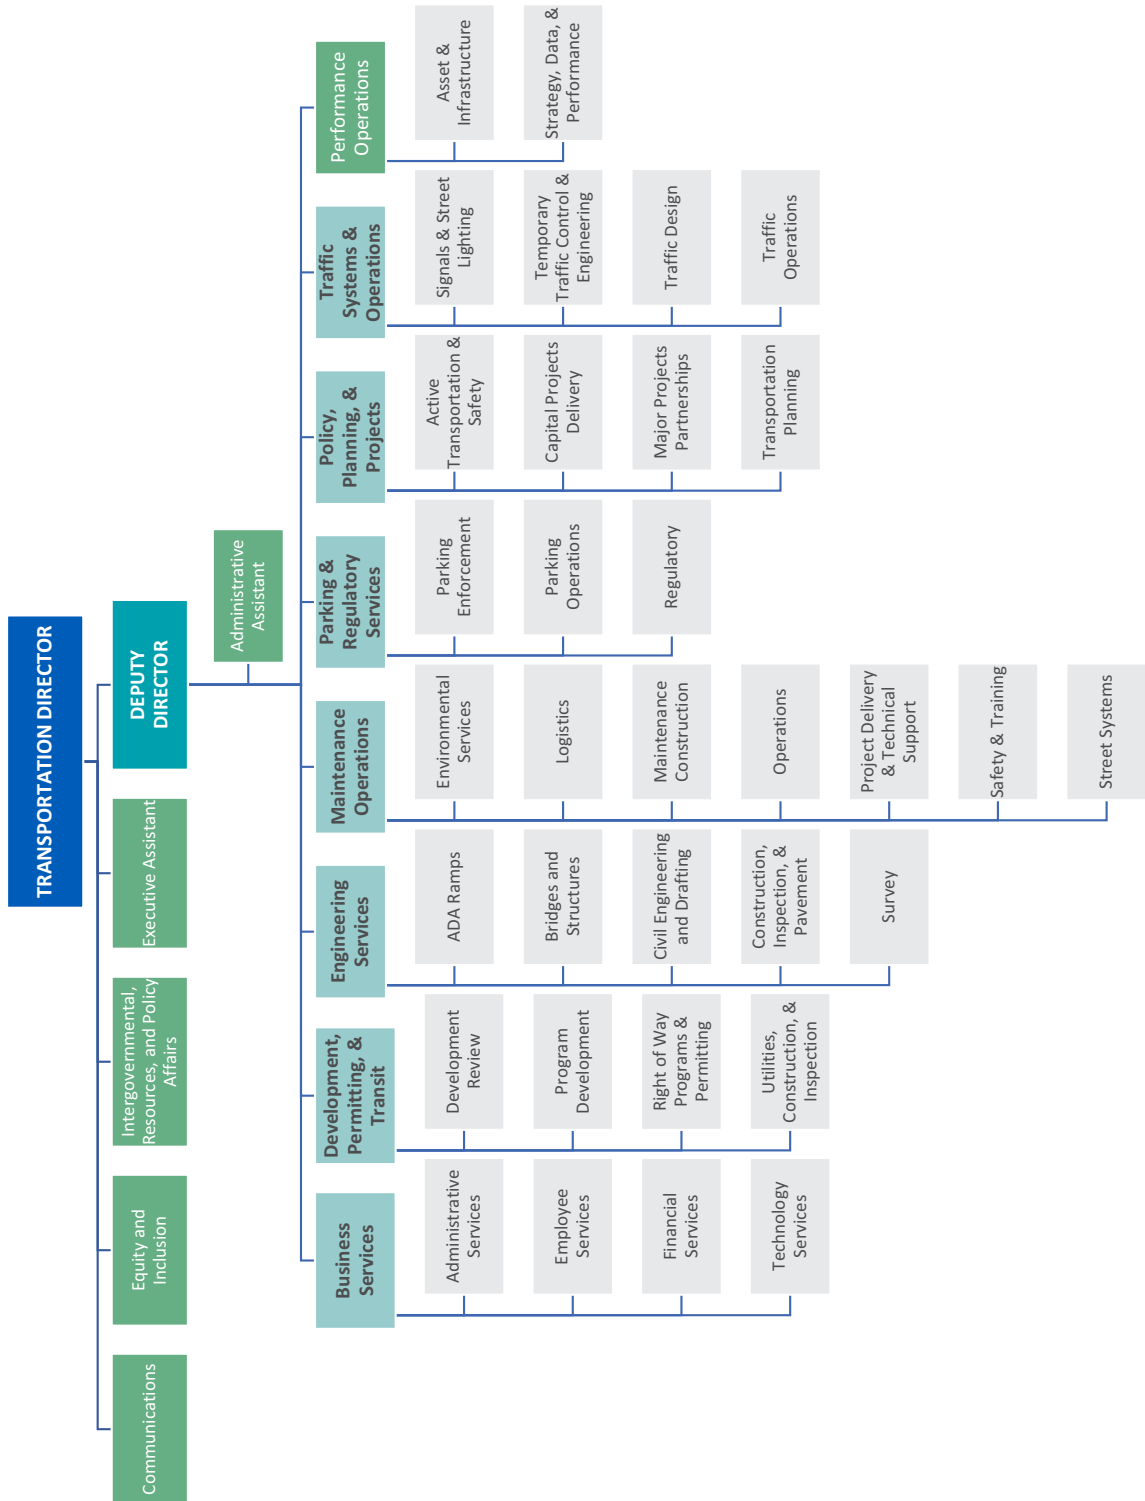 TRANSPORTATION DIRECTOR
Communications
Equity and
Inclusion
Intergovernmental,
Resources, and Policy
Affairs
Executive Assistant
DEPUTY
DIRECTOR
Administrative
Assistant
Business
Services
Administrative
Services
Employee
Services
Financial
Services
Technology
Services
Development,
Permitting, &
Transit
Development
Review
Program
Development
Right of Way
Programs &
Permitting
Utilities,
Construction, &
Inspection
Engineering
Services
ADA Ramps
Bridges and
Structures
Civil Engineering
and Drafting
Construction,
Inspection, &
Pavement
Survey
Maintenance
Operations
Environmental
Services
Logistics
Maintenance
Construction
Operations
Project Delivery
& Technical
Support
Safety & Training
Street Systems
Parking &
Regulatory
Services
Parking
Enforcement
Parking
Operations
Regulatory
Policy,
Planning, &
Projects
Active
Transportation &
Safety
Capital Projects
Delivery
Major Projects
Partnerships
Transportation
Planning
Traffic
Systems &
Operations
Signals & Street
Lighting
Temporary
Traffic Control &
Engineering
Traffic Design
Traffic
Operations
Performance
Operations
Asset &
Infrastructure
Strategy, Data, &
Performance